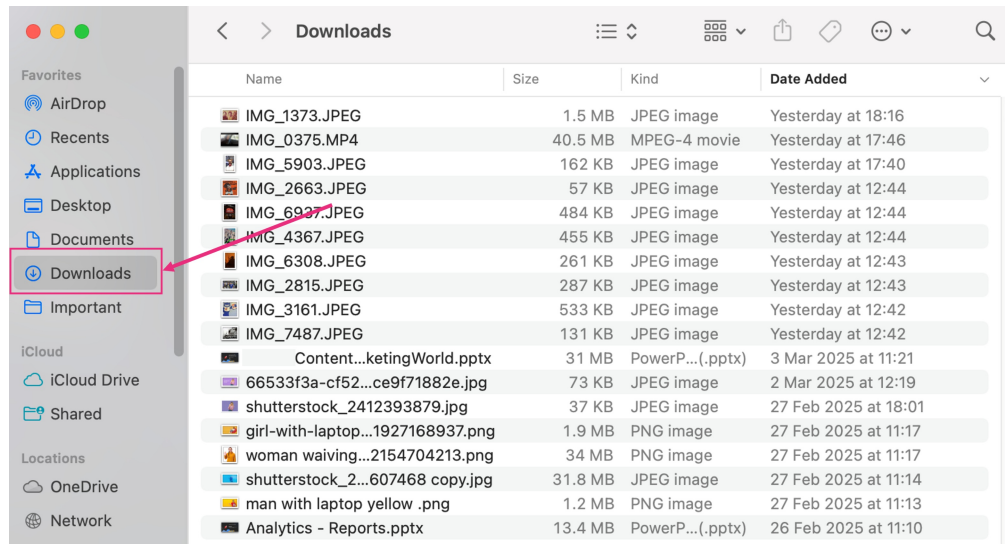 Downloads
Favorites
AirDrop
Recents
Applications
Desktop
Documents
Downloads
Important
iCloud
iCloud Drive
Shared
Locations
OneDrive
Network
Name Size Kind Date Added
IMG_1373.JPEG 1.5 MB JPEG image Yesterday at 18:16
IMG_0375.MP4 40.5 MB MPEG-4 movie Yesterday at 17:46
IMG_5903.JPEG 162 KB JPEG image Yesterday at 17:40
IMG_2663.JPEG 57 KB JPEG image Yesterday at 12:44
IMG_6937.JPEG 484 KB JPEG image Yesterday at 12:44
IMG_4367.JPEG 455 KB JPEG image Yesterday at 12:44
IMG_6308.JPEG 261 KB JPEG image Yesterday at 12:43
IMG_2815.JPEG 287 KB JPEG image Yesterday at 12:43
IMG_3161.JPEG 533 KB JPEG image Yesterday at 12:42
IMG_7487.JPEG 131 KB JPEG image Yesterday at 12:42
Content...ketingWorld.pptx 31 MB PowerP...(.pptx) 3 Mar 2025 at 11:21
66533f3a-cf52...ce9f71882e.jpg 73 KB JPEG image 2 Mar 2025 at 12:19
shutterstock_2412393879.jpg 37 KB JPEG image 27 Feb 2025 at 18:01
girl-with-laptop...1927168937.png 1.9 MB PNG image 27 Feb 2025 at 11:17
woman waiving...2154704213.png 34 MB PNG image 27 Feb 2025 at 11:17
shutterstock_2...607468 copy.jpg 31.8 MB JPEG image 27 Feb 2025 at 11:14
man with laptop yellow .png 1.2 MB PNG image 27 Feb 2025 at 11:13
Analytics - Reports.pptx 13.4 MB PowerP...(.pptx) 26 Feb 2025 at 11:10